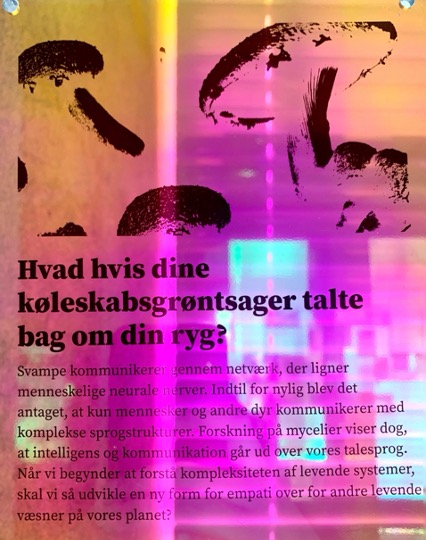 Hvad hvis dine
køleskabsgrøntsager talte
bag om din ryg?
Svampe kommunikerer gennem netværk, der ligner
menneskelige neurale nerver. Indtil for nylig blev det
antaget, at kun mennesker og andre dyr kommunikerer med
komplekse sprogstrukturer. Forskning på mycelier viser dog,
at intelligens og kommunikation går ud over vores talesprog.
Når vi begynder at forstå kompleksiteten af levende systemer,
skal vi så udvikle en ny form for empati over for andre levende
væsner på vores planet?